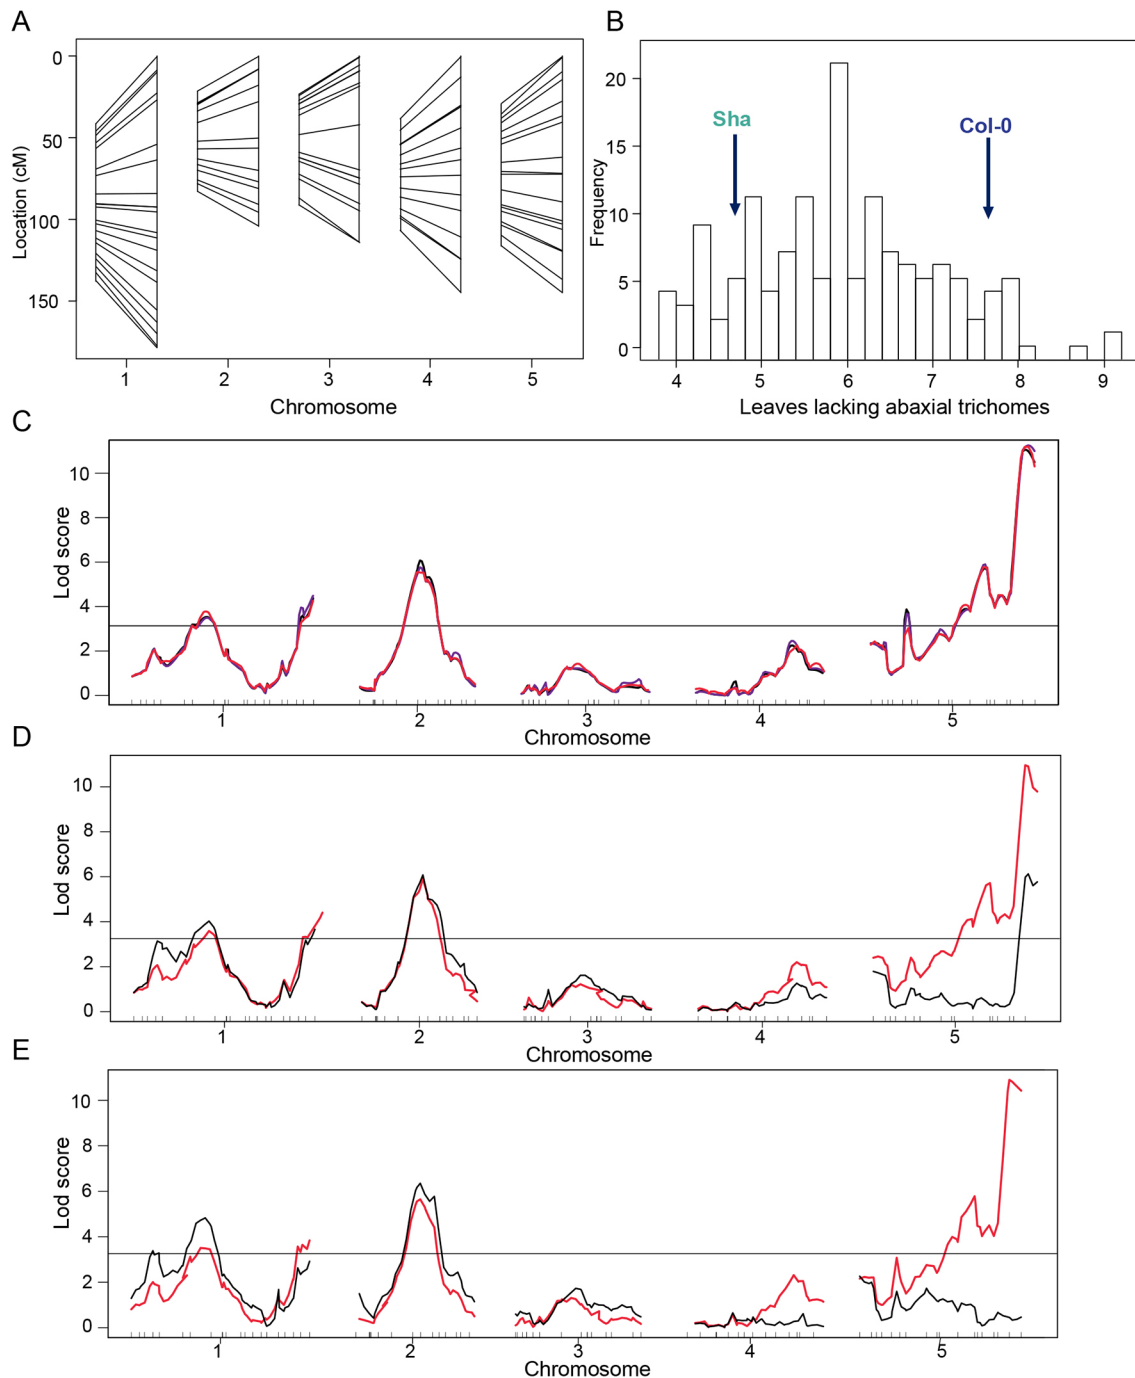 A
0
50
100
150
Location (cM)
1 2 3 4 5
Chromosome
B
20
15
10
5
0
Frequency
Sha
Col-0
4 5 6 7 8 9
Leaves lacking abaxial trichomes
C
10
8
6
4
2
0
Lod score
1 2 3 4 5
Chromosome
D
10
8
6
4
2
0
Lod score
1 2 3 4 5
Chromosome
E
10
8
6
4
2
0
Lod score
1 2 3 4 5
Chromosome